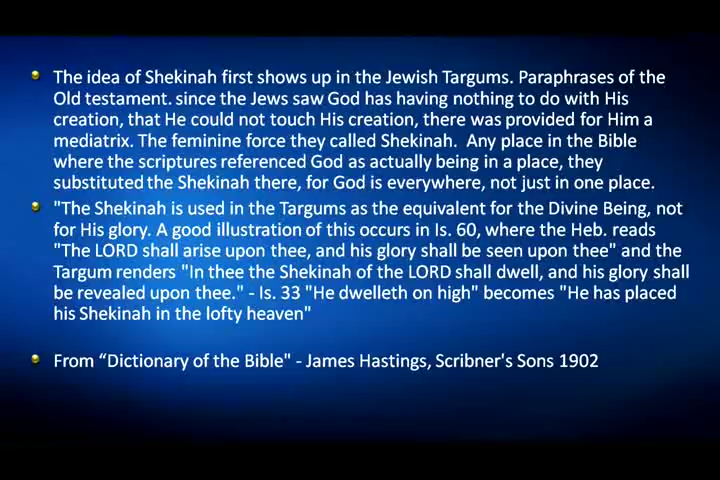 The idea of Shekinah first shows up in the Jewish Targums. Paraphrases of the
Old testament. since the Jews saw God has having nothing to do with His
creation, that He could not touch His creation, there was provided for Him a
mediatrix. The feminine force they called Shekinah.  Any place in the Bible
where the scriptures referenced God as actually being in a place, they
substituted the Shekinah there, for God is everywhere, not just in one place.
"The Shekinah is used in the Targums as the equivalent for the Divine Being, not
for His glory. A good illustration of this occurs in Is. 60, where the Heb. reads
"The LORD shall arise upon thee, and his glory shall be seen upon thee" and the
Targum renders "In thee the Shekinah of the LORD shall dwell, and his glory shall
be revealed upon thee." - Is. 33 "He dwelleth on high" becomes "He has placed
his Shekinah in the lofty heaven"
From “Dictionary of the Bible" - James Hastings, Scribner's Sons 1902